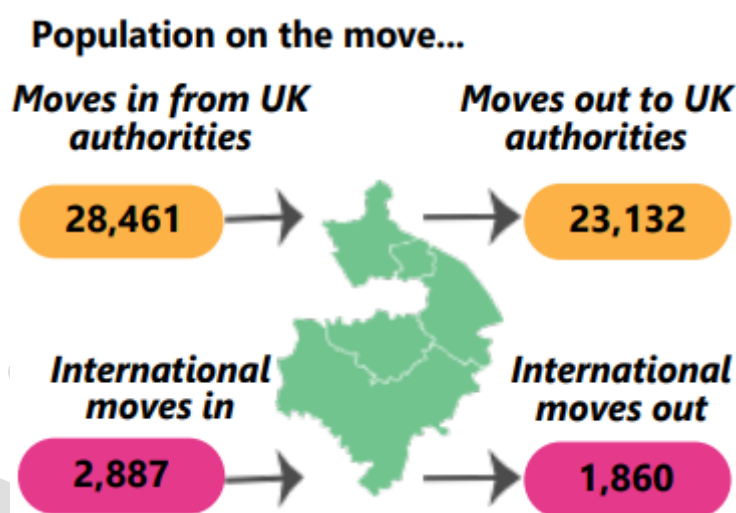 Population on the move...
Moves in from UK
authorities
28,461
Moves out to UK
authorities
23,132
International
moves in
2,887
International
moves out
1,860